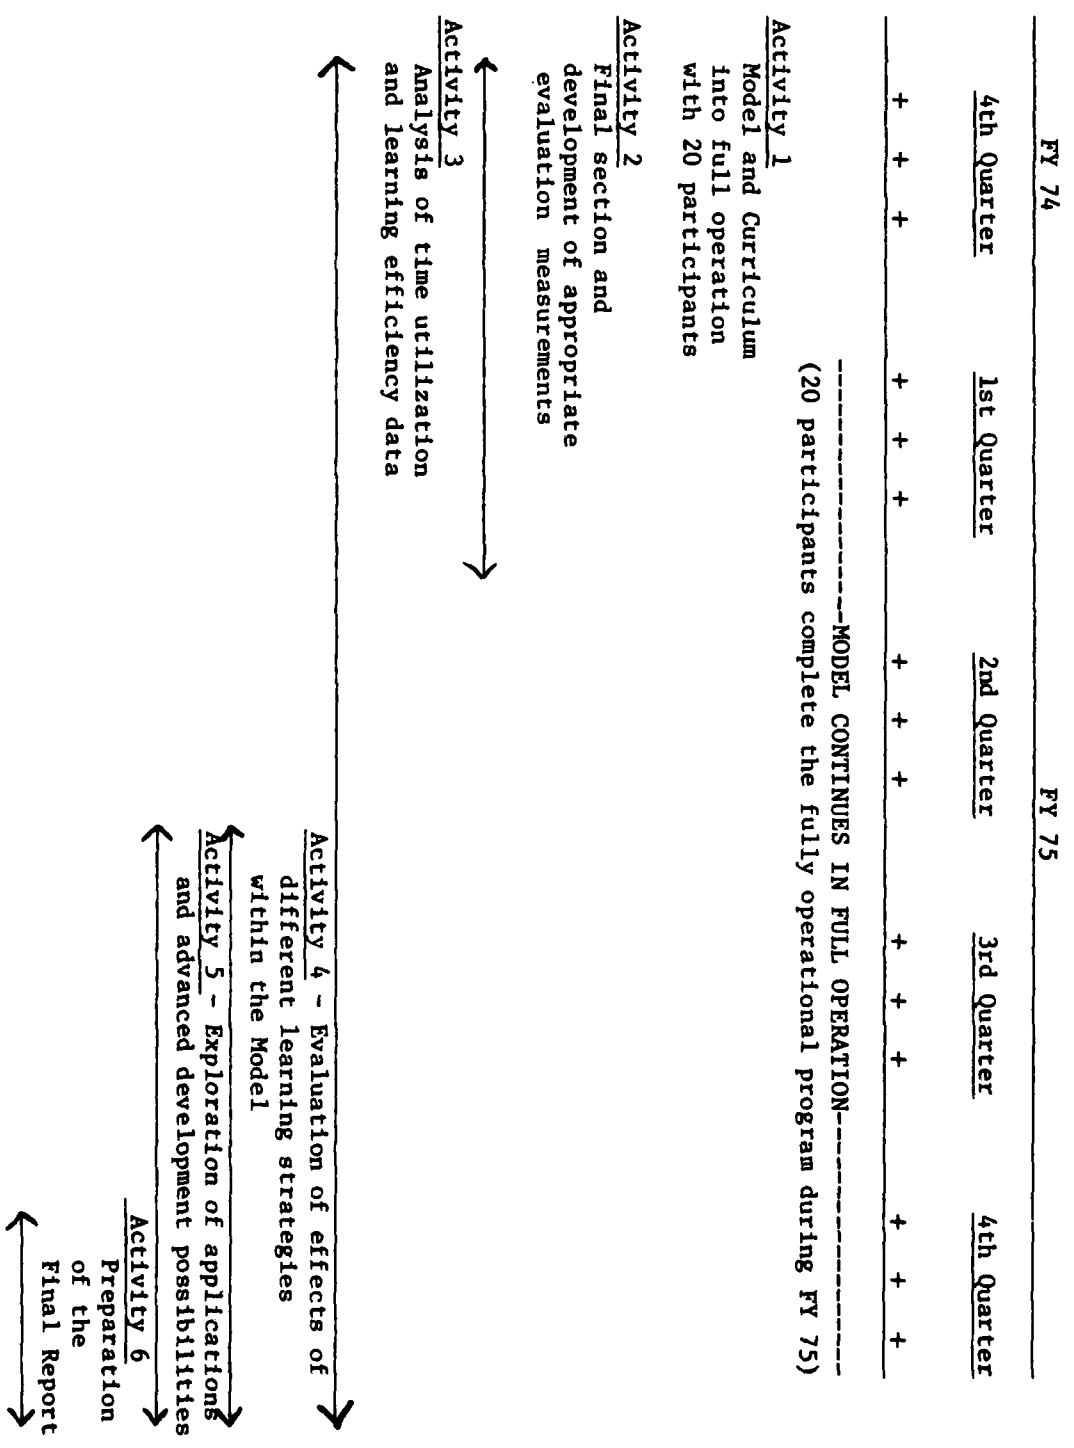 FY 74
FY 75
4th Quarter
1st Quarter
2nd Quarter
3rd Quarter
4th Quarter
+ + +
+ + +
+ + +
+ + +
+ + +
-----------------MODEL CONTINUES IN FULL OPERATION-----------------
(20 participants complete the fully operational program during FY 75)
Activity 1
Model and Curriculum
into full operation
with 20 participants
Activity 2
Final section and
development of appropriate
evaluation measurements
Activity 3
Analysis of time utilization
and learning efficiency data
Activity 4 - Evaluation of effects of
different learning strategies
within the Model
Activity 5 - Exploration of applications
and advanced development possibilities
Activity 6
Preparation
of the
Final Report